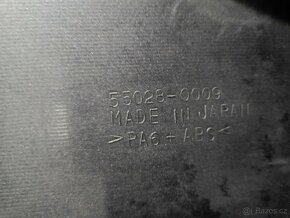 55028-0009
MADE IN JAPAN
>PA6+ABS<
Bazos.cz